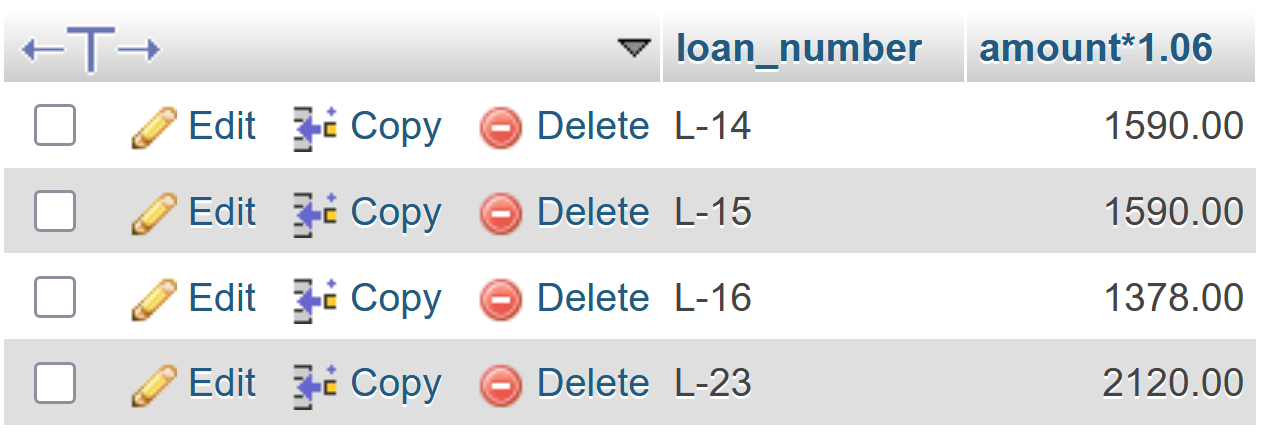 loan_number amount*1.06
Edit Copy Delete L-14 1590.00
Edit Copy Delete L-15 1590.00
Edit Copy Delete L-16 1378.00
Edit Copy Delete L-23 2120.00